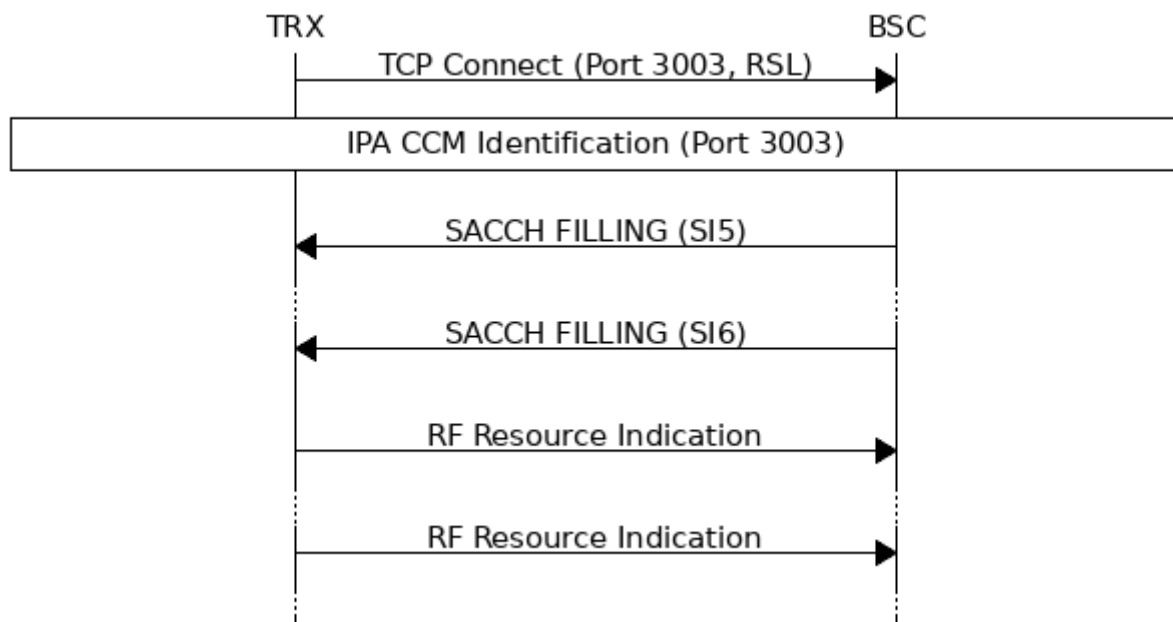 TRX BSC
TCP Connect (Port 3003, RSL)
IPA CCM Identification (Port 3003)
SACCH FILLING (SI5)
SACCH FILLING (SI6)
RF Resource Indication
RF Resource Indication